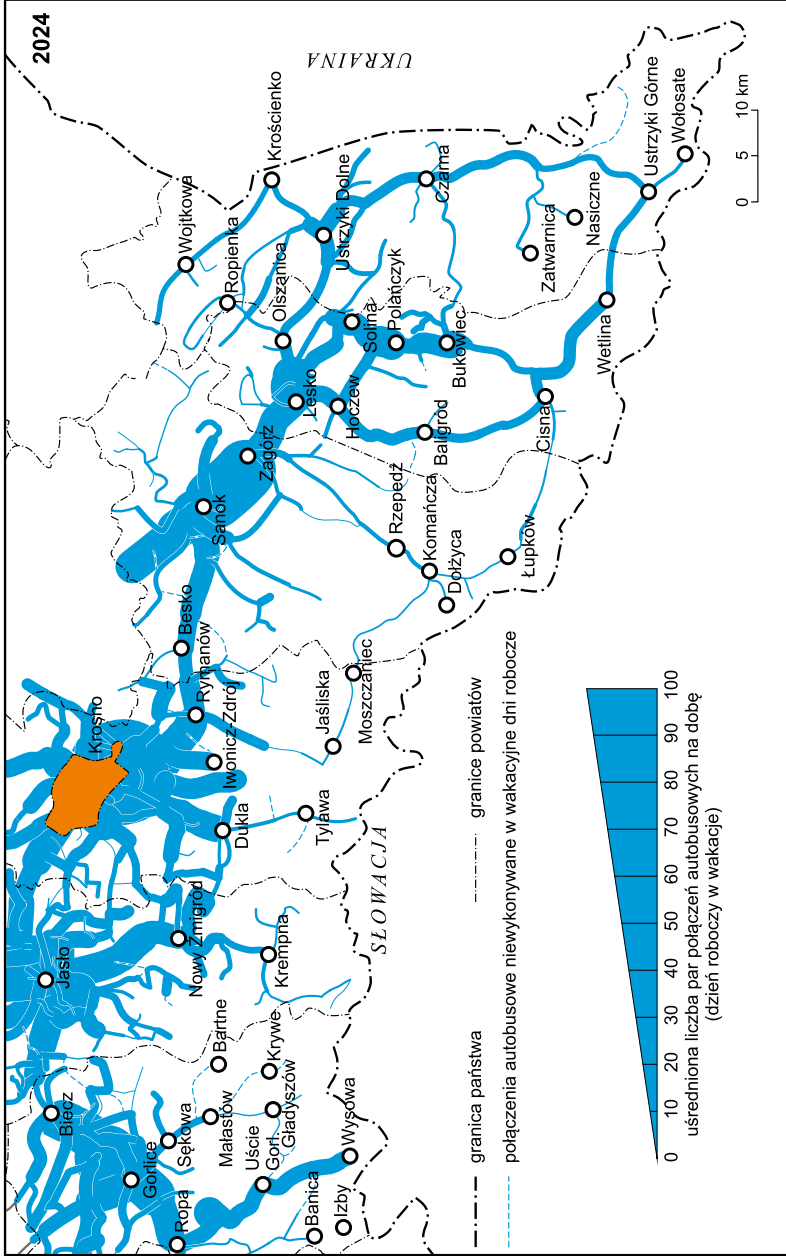 2024
UKRAINA
Krościenko
Wojtkowa
Ropienka
Ustrzyki Dolne
Olszanica
Czarna
Solina
Polańczyk
Lesko
Hoczew
Bukowiec
Zatwarnica
Nasiczne
Ustrzyki Górne
Wołosate
Wetlina
Cisna
Baligród
Zagórz
Sanok
Rzepedź
Komańcza
Dołżyca
Łupków
Besko
Rymanów
Iwonicz-Zdrój
Krosno
Jaśliska
Moszczaniec
Dukla
Tylawa
SŁOWACJA
Nowy Żmigród
Krempna
Jasło
Biecz
Bartne
Krywe
Gorlice
Sękowa
Małastów
Gładyszów
Uście
Gorl.
Wysowa
Ropa
Banica
Izby
0 5 10 km
granica państwa
granice powiatów
połączenia autobusowe niewykonywane w wakacyjne dni robocze
0 10 20 30 40 50 60 70 80 90 100
uśredniona liczba par połączeń autobusowych na dobę
(dzień roboczy w wakacje)